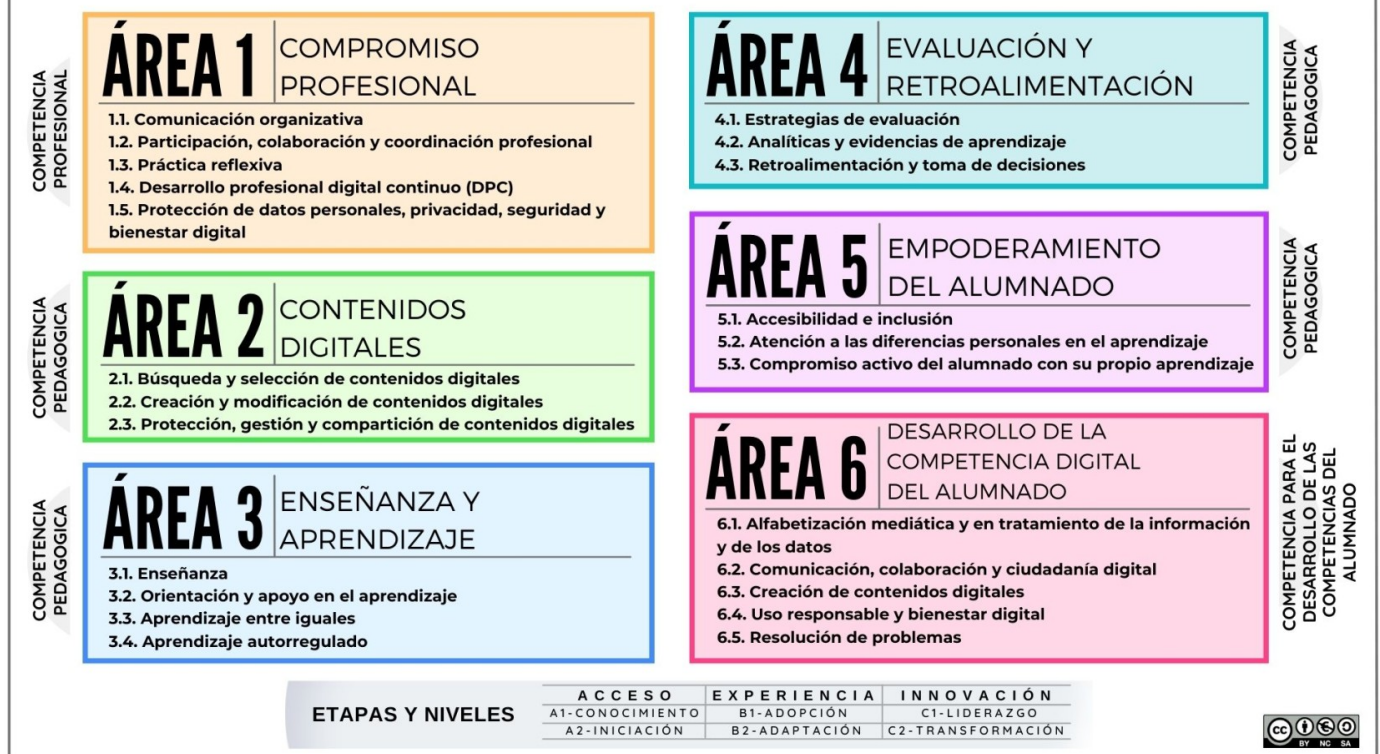 COMPETENCIA
PROFESIONAL
ÁREA 1
COMPROMISO
PROFESIONAL
1.1. Comunicación organizativa
1.2. Participación, colaboración y coordinación profesional
1.3. Práctica reflexiva
1.4. Desarrollo profesional digital continuo (DPC)
1.5. Protección de datos personales, privacidad, seguridad y
bienestar digital
COMPETENCIA
PEDAGOGICA
ÁREA 2
CONTENIDOS
DIGITALES
2.1. Búsqueda y selección de contenidos digitales
2.2. Creación y modificación de contenidos digitales
2.3. Protección, gestión y compartición de contenidos digitales
COMPETENCIA
PEDAGOGICA
ÁREA 3
ENSEÑANZA Y
APRENDIZAJE
3.1. Enseñanza
3.2. Orientación y apoyo en el aprendizaje
3.3. Aprendizaje entre iguales
3.4. Aprendizaje autorregulado
ÁREA 4
EVALUACIÓN Y
RETROALIMENTACIÓN
4.1. Estrategias de evaluación
4.2. Analíticas y evidencias de aprendizaje
4.3. Retroalimentación y toma de decisiones
COMPETENCIA
PEDAGOGICA
ÁREA 5
EMPODERAMIENTO
DEL ALUMNADO
5.1. Accesibilidad e inclusión
5.2. Atención a las diferencias personales en el aprendizaje
5.3. Compromiso activo del alumnado con su propio aprendizaje
COMPETENCIA
PEDAGOGICA
ÁREA 6
DESARROLLO DE LA
COMPETENCIA DIGITAL
DEL ALUMNADO
6.1. Alfabetización mediática y en tratamiento de la información
y de los datos
6.2. Comunicación, colaboración y ciudadanía digital
6.3. Creación de contenidos digitales
6.4. Uso responsable y bienestar digital
6.5. Resolución de problemas
COMPETENCIA PARA EL
DESARROLLO DE LAS
COMPETENCIAS DEL
ALUMNADO
ETAPAS Y NIVELES
ACCESO EXPERIENCIA INNOVACIÓN
A1-CONOCIMIENTO B1-ADOPCIÓN C1-LIDERAZGO
A2-INICIACIÓN B2-ADAPTACIÓN C2-TRANSFORMACIÓN
cc
BY NC SA